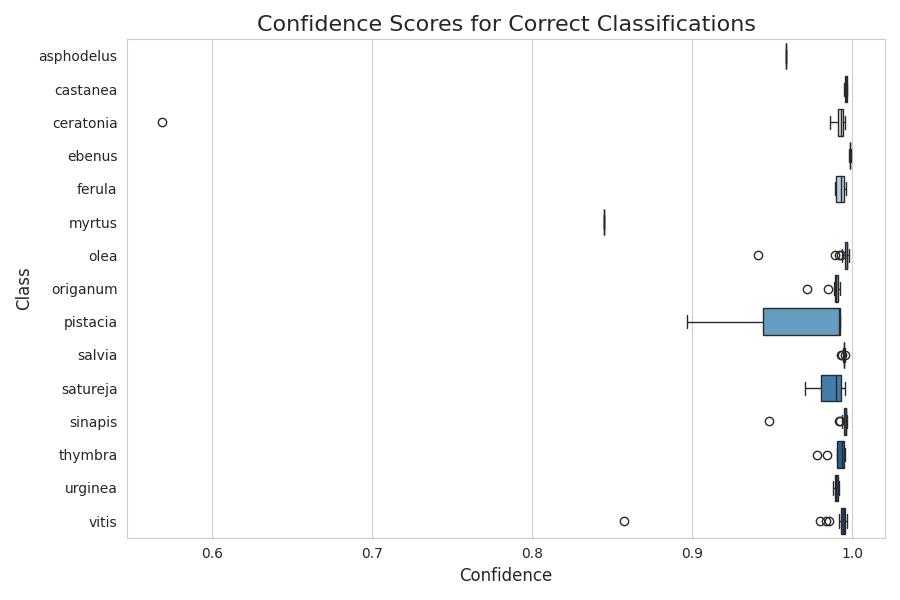 Confidence Scores for Correct Classifications
Class
asphodelus
castanea
ceratonia
ebenus
ferula
myrtus
olea
origanum
pistacia
salvia
satureja
sinapis
thymbra
urginea
vitis
0.6 0.7 0.8 0.9 1.0
Confidence